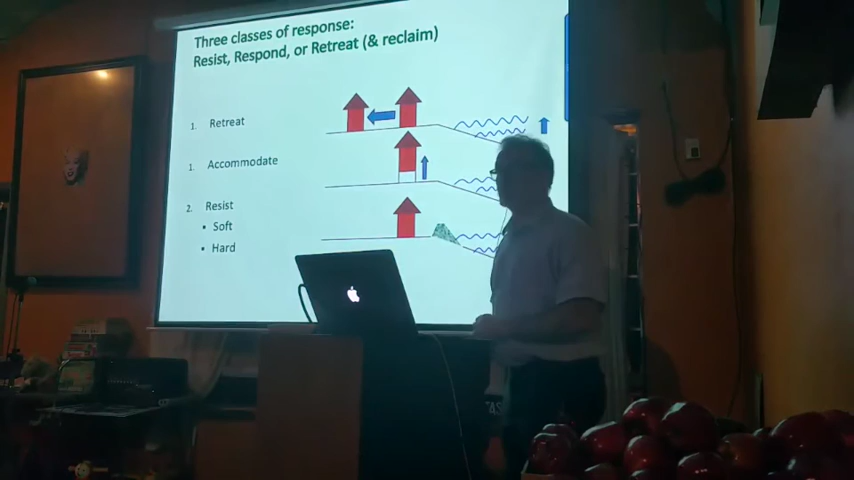 Three classes of response:
Resist, Respond, or Retreat (& reclaim)
1. Retreat
1. Accommodate
2. Resist
• Soft
• Hard